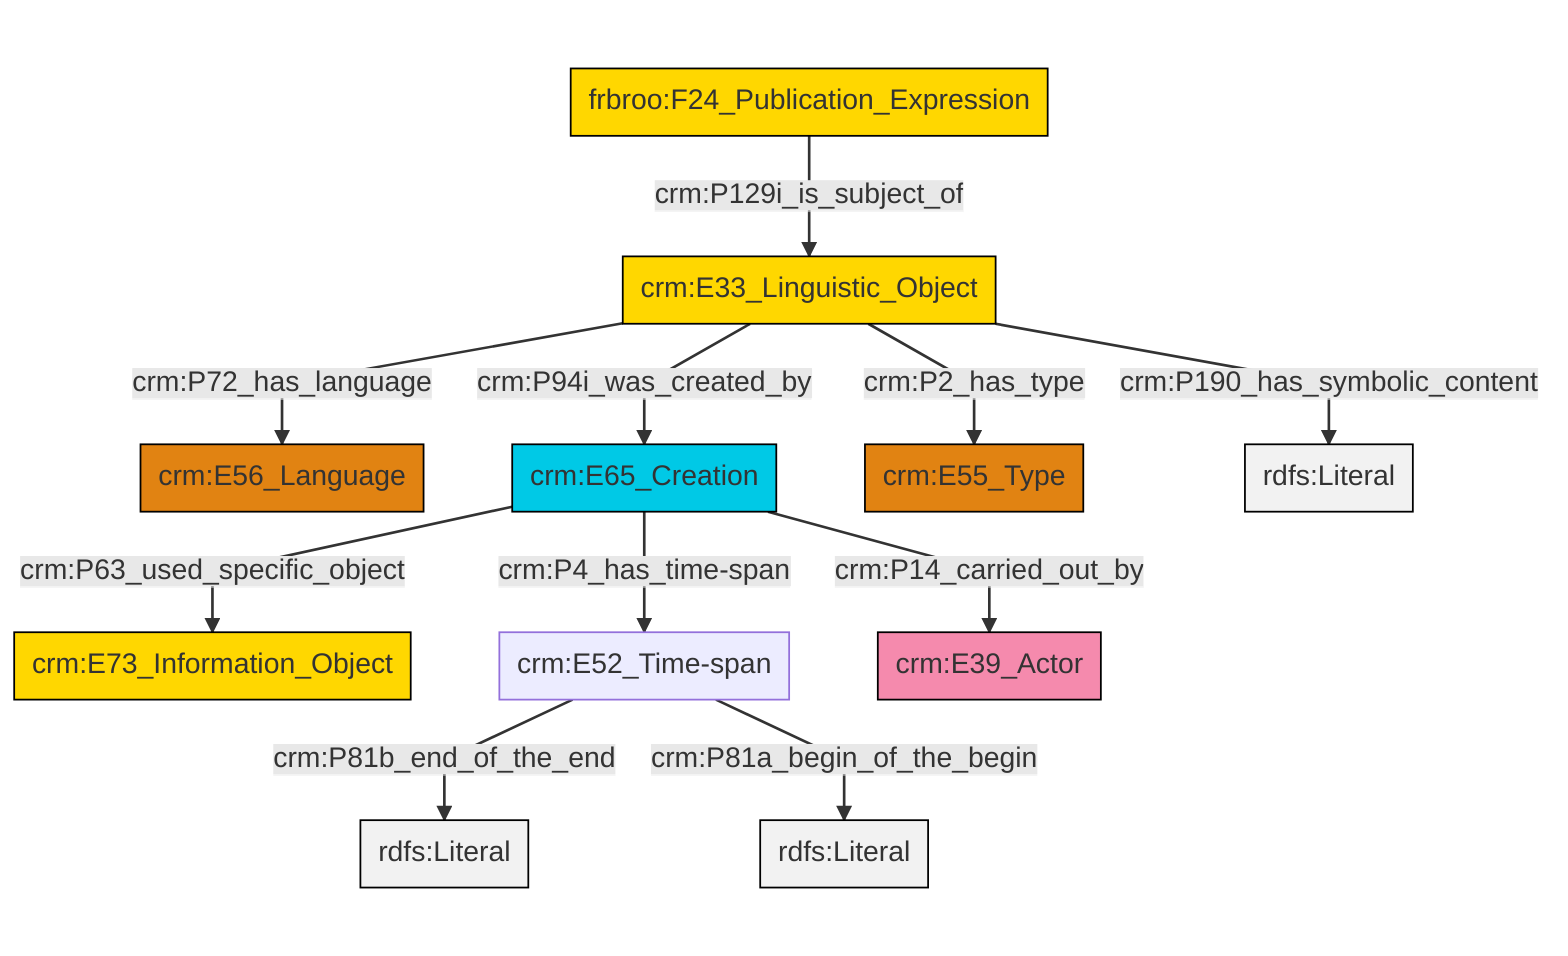 frbroo:F24_Publication_Expression
crm:P129i_is_subject_of
crm:E33_Linguistic_Object
crm:P72_has_language
crm:P94i_was_created_by
crm:P2_has_type
crm:P190_has_symbolic_content
crm:E56_Language
crm:E65_Creation
crm:E55_Type
rdfs:Literal
crm:P63_used_specific_object
crm:P4_has_time-span
crm:P14_carried_out_by
crm:E73_Information_Object
crm:E52_Time-span
crm:E39_Actor
crm:P81b_end_of_the_end
crm:P81a_begin_of_the_begin
rdfs:Literal
rdfs:Literal